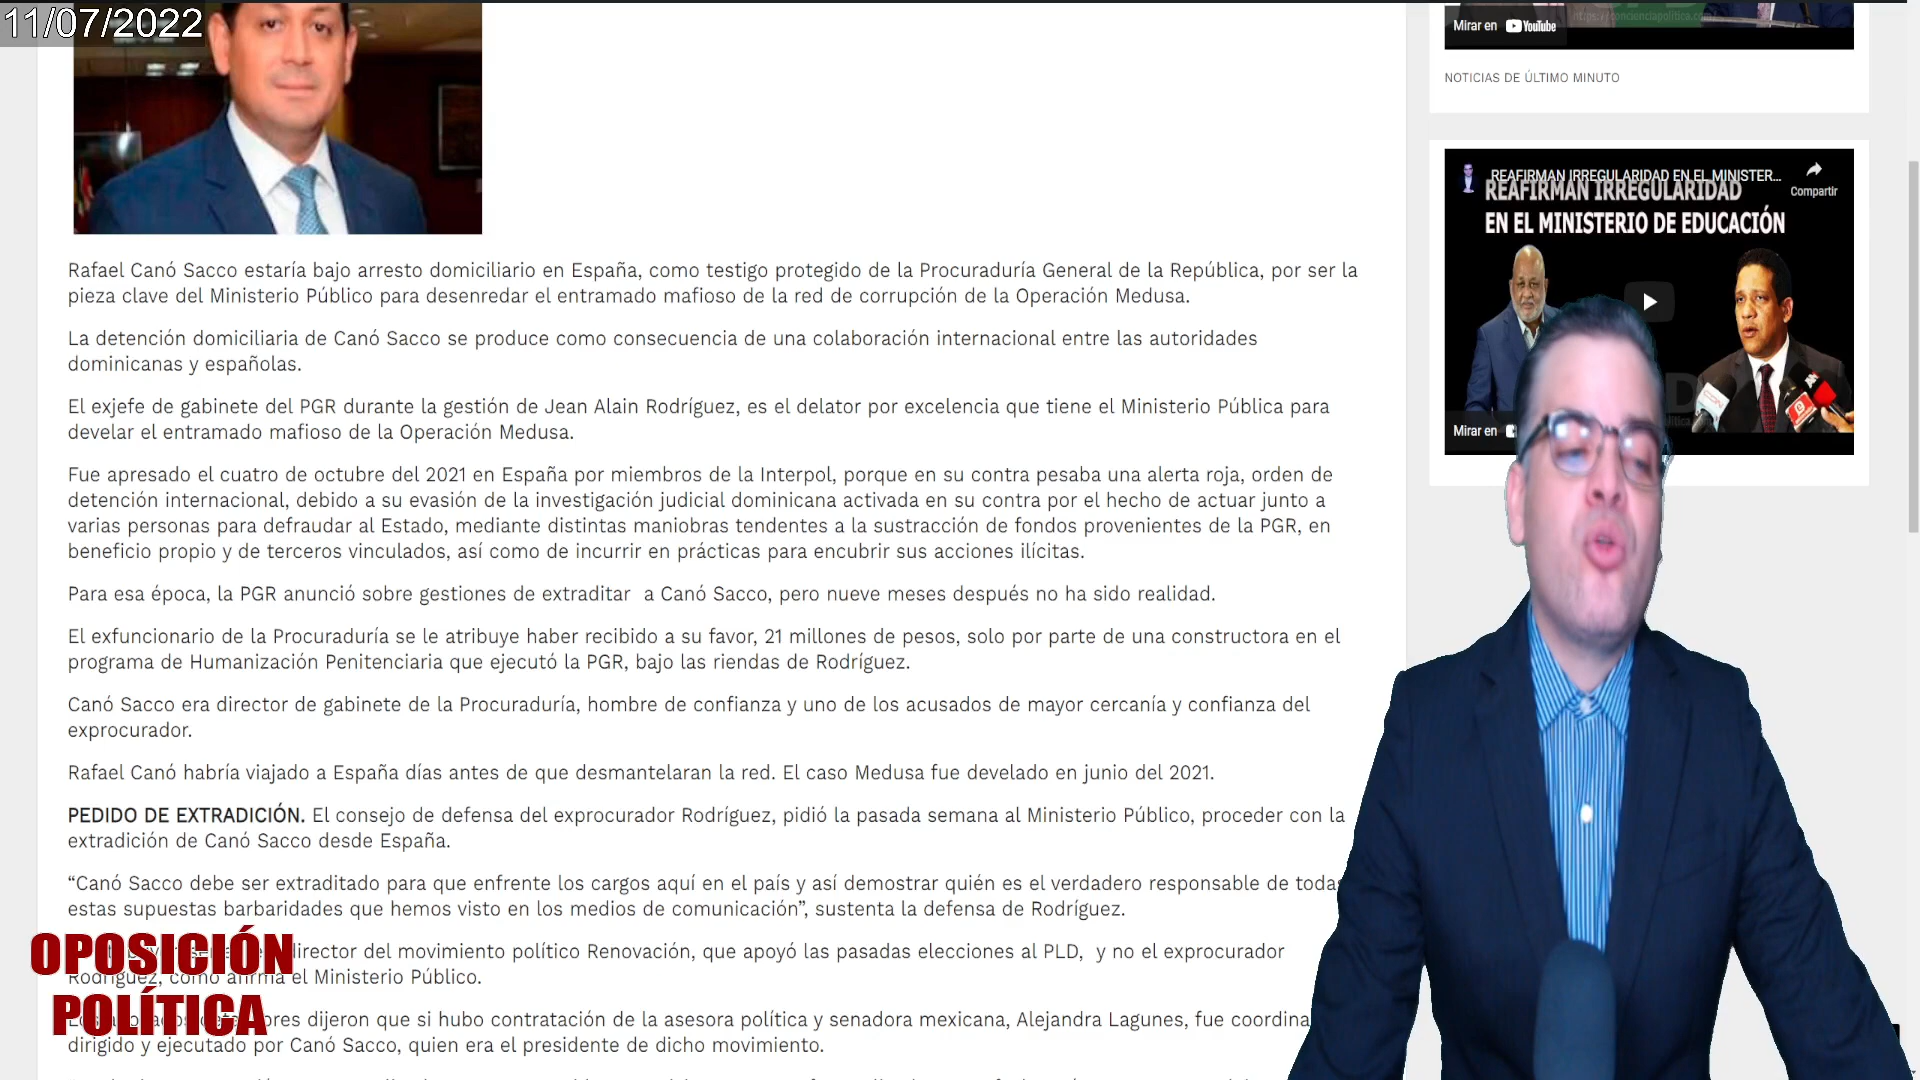 11/07/2022
Rafael Canó Sacco estaría bajo arresto domiciliario en España, como testigo protegido de la Procuraduría General de la República, por ser la
pieza clave del Ministerio Público para desenredar el entramado mafioso de la red de corrupción de la Operación Medusa.
La detención domiciliaria de Canó Sacco se produce como consecuencia de una colaboración internacional entre las autoridades
dominicanas y españolas.
El exjefe de gabinete del PGR durante la gestión de Jean Alain Rodríguez, es el delator por excelencia que tiene el Ministerio Pública para
develar el entramado mafioso de la Operación Medusa.
Fue apresado el cuatro de octubre del 2021 en España por miembros de la Interpol, porque en su contra pesaba una alerta roja, orden de
detención internacional, debido a su evasión de la investigación judicial dominicana activada en su contra por el hecho de actuar junto a
varias personas para defraudar al Estado, mediante distintas maniobras tendentes a la sustracción de fondos provenientes de la PGR, en
beneficio propio y de terceros vinculados, así como de incurrir en prácticas para encubrir sus acciones ilícitas.
Para esa época, la PGR anunció sobre gestiones de extraditar a Canó Sacco, pero nueve meses después no ha sido realidad.
El exfuncionario de la Procuraduría se le atribuye haber recibido a su favor, 21 millones de pesos, solo por parte de una constructora en el
programa de Humanización Penitenciaria que ejecutó la PGR, bajo las riendas de Rodríguez.
Canó Sacco era director de gabinete de la Procuraduría, hombre de confianza y uno de los acusados de mayor cercanía y confianza del
exprocurador.
Rafael Canó habría viajado a España días antes de que desmantelaran la red. El caso Medusa fue develado en junio del 2021.
PEDIDO DE EXTRADICIÓN. El consejo de defensa del exprocurador Rodríguez, pidió la pasada semana al Ministerio Público, proceder con la
extradición de Canó Sacco desde España.
“Canó Sacco debe ser extraditado para que enfrente los cargos aquí en el país y así demostrar quién es el verdadero responsable de todas
estas supuestas barbaridades que hemos visto en los medios de comunicación”, sustenta la defensa de Rodríguez.
director del movimiento político Renovación, que apoyó las pasadas elecciones al PLD, y no el exprocurador
Rodríguez, como afirma el Ministerio Público.
dijeron que si hubo contratación de la asesora política y senadora mexicana, Alejandra Lagunes, fue
dirigido y ejecutado por Canó Sacco, quien era el presidente de dicho movimiento.
OPOSICIÓN
POLÍTICA
Mirar en YouTube
NOTICIAS DE ÚLTIMO MINUTO
REAFIRMAN IRREGULARIDAD EN EL MINISTER...
Compartir
REAFIRMAN IRREGULARIDAD
EN EL MINISTERIO DE EDUCACIÓN
Mirar en